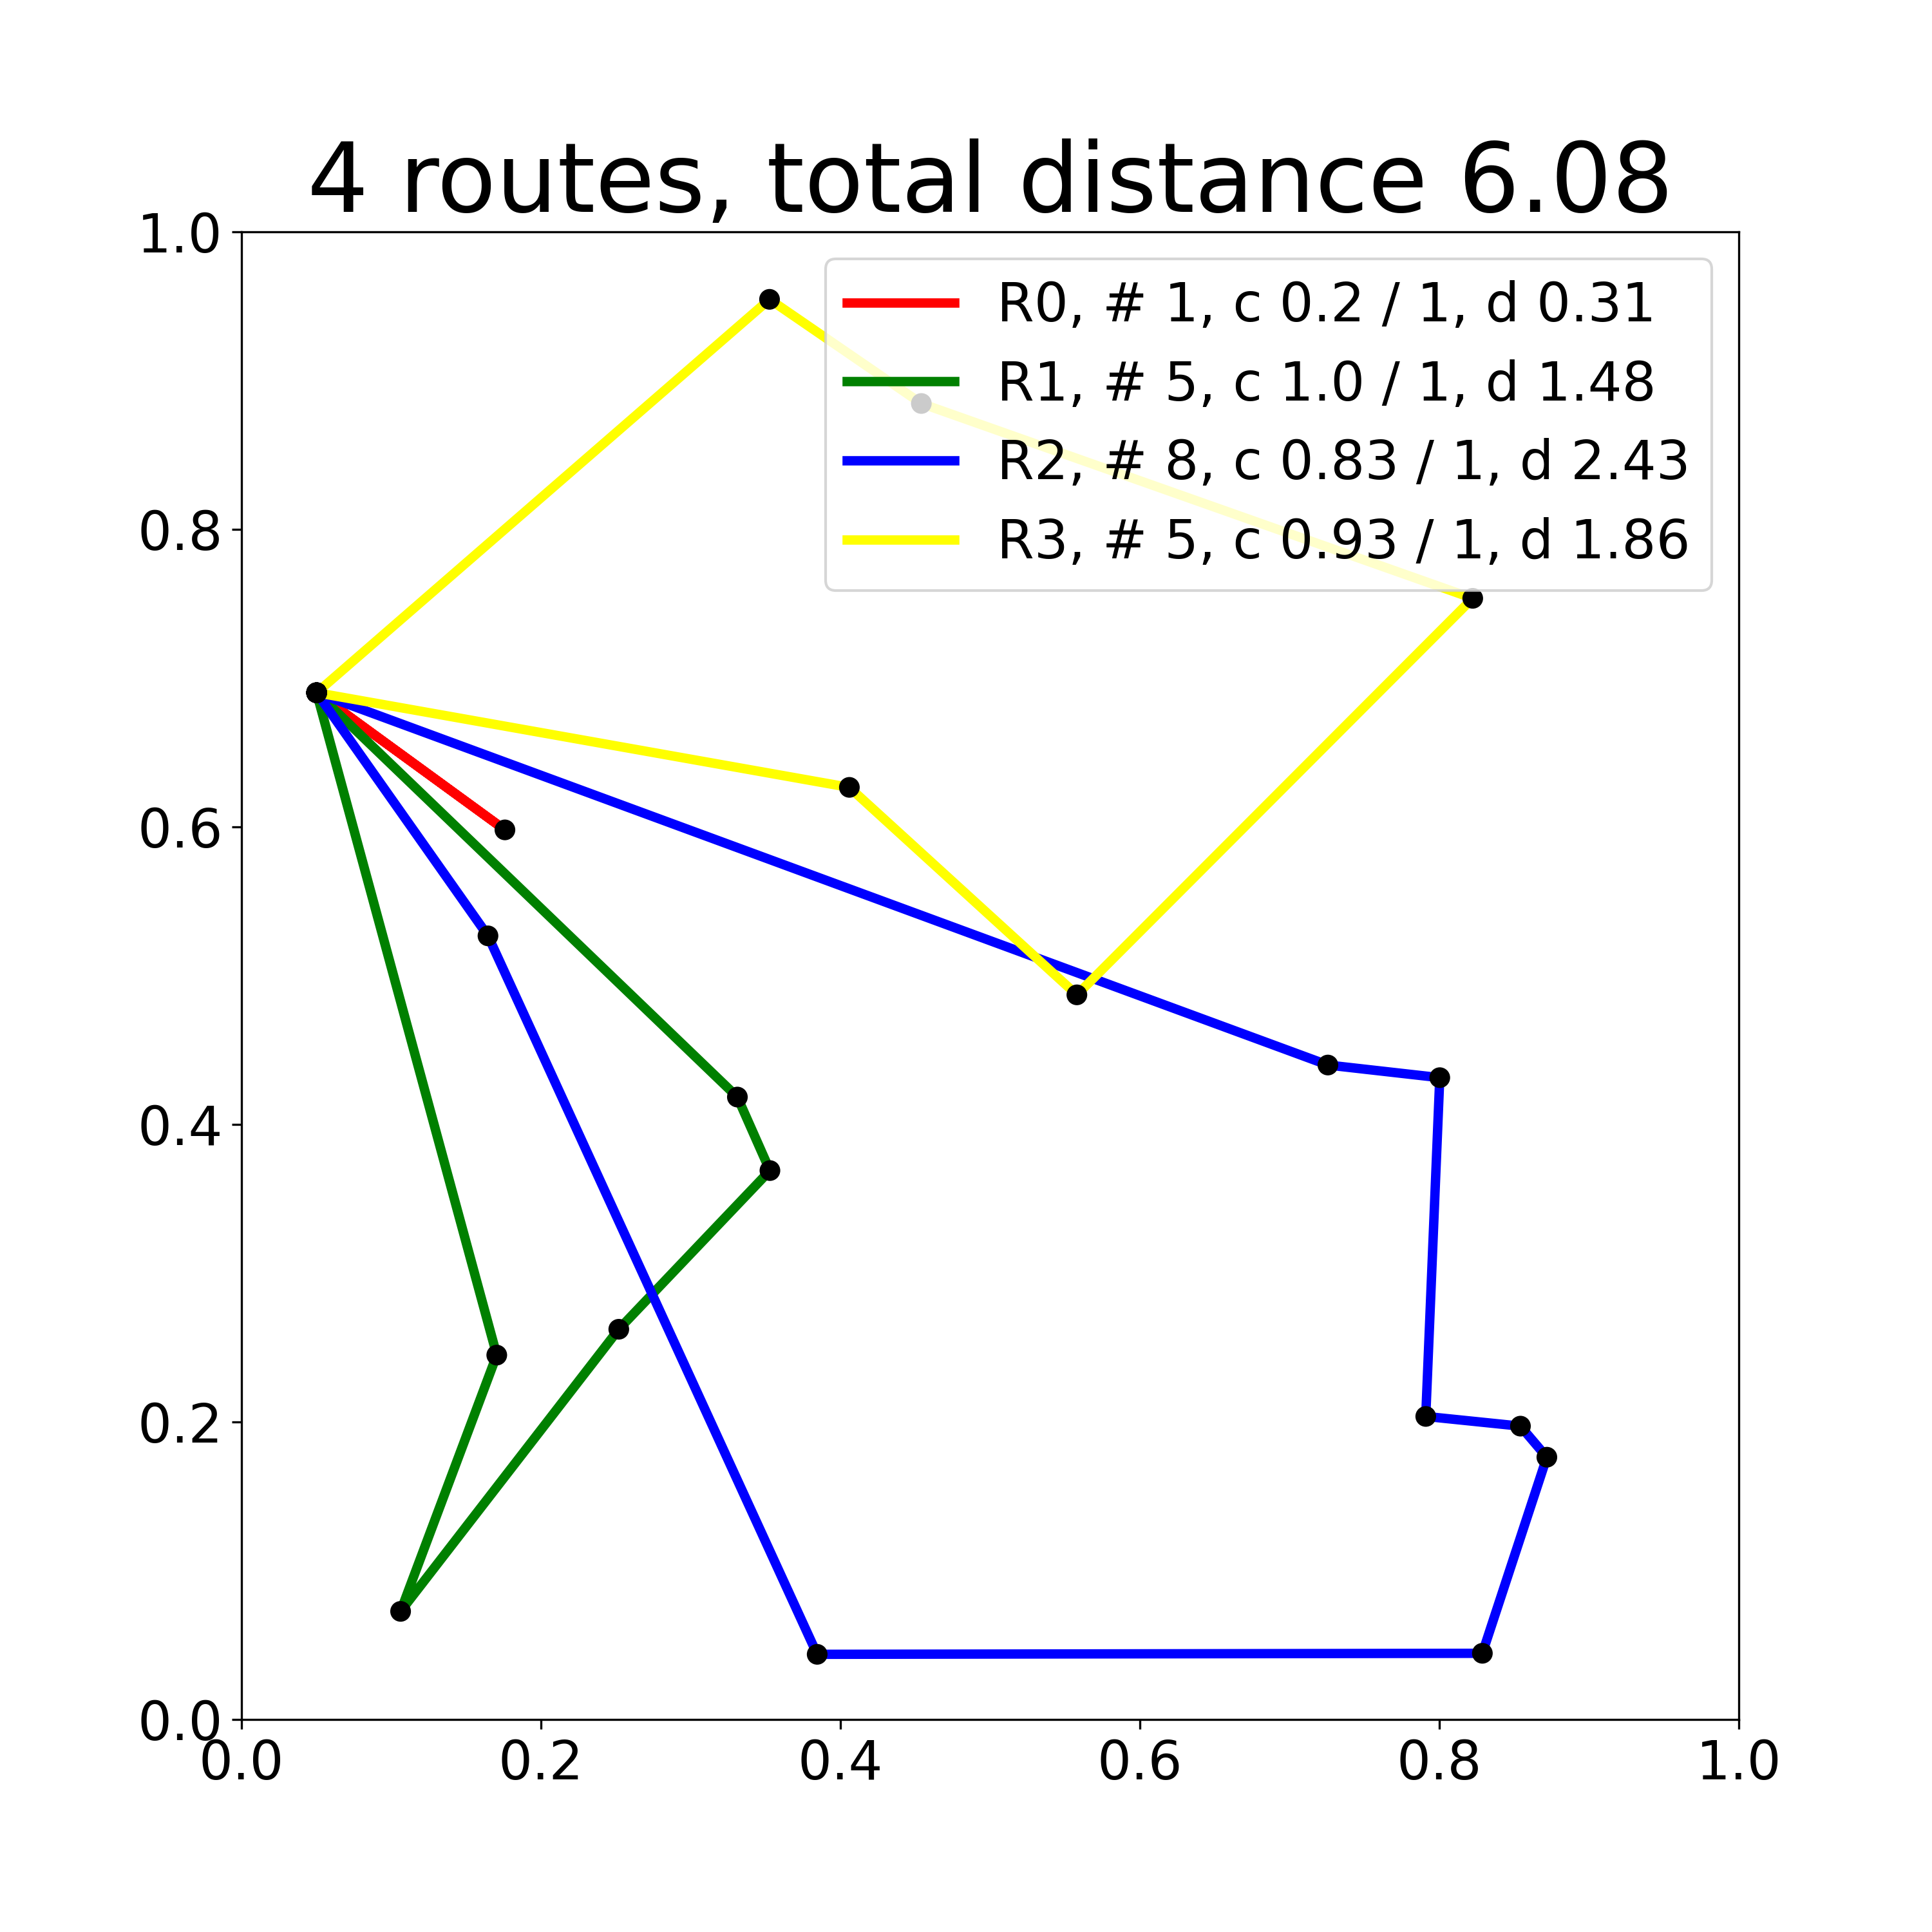 4 routes, total distance 6.08
R0, # 1, c 0.2 / 1, d 0.31
R1, # 5, c 1.0 / 1, d 1.48
R2, # 8, c 0.83 / 1, d 2.43
R3, # 5, c 0.93 / 1, d 1.86
1.0
0.8
0.6
0.4
0.2
0.0
0.0 0.2 0.4 0.6 0.8 1.0